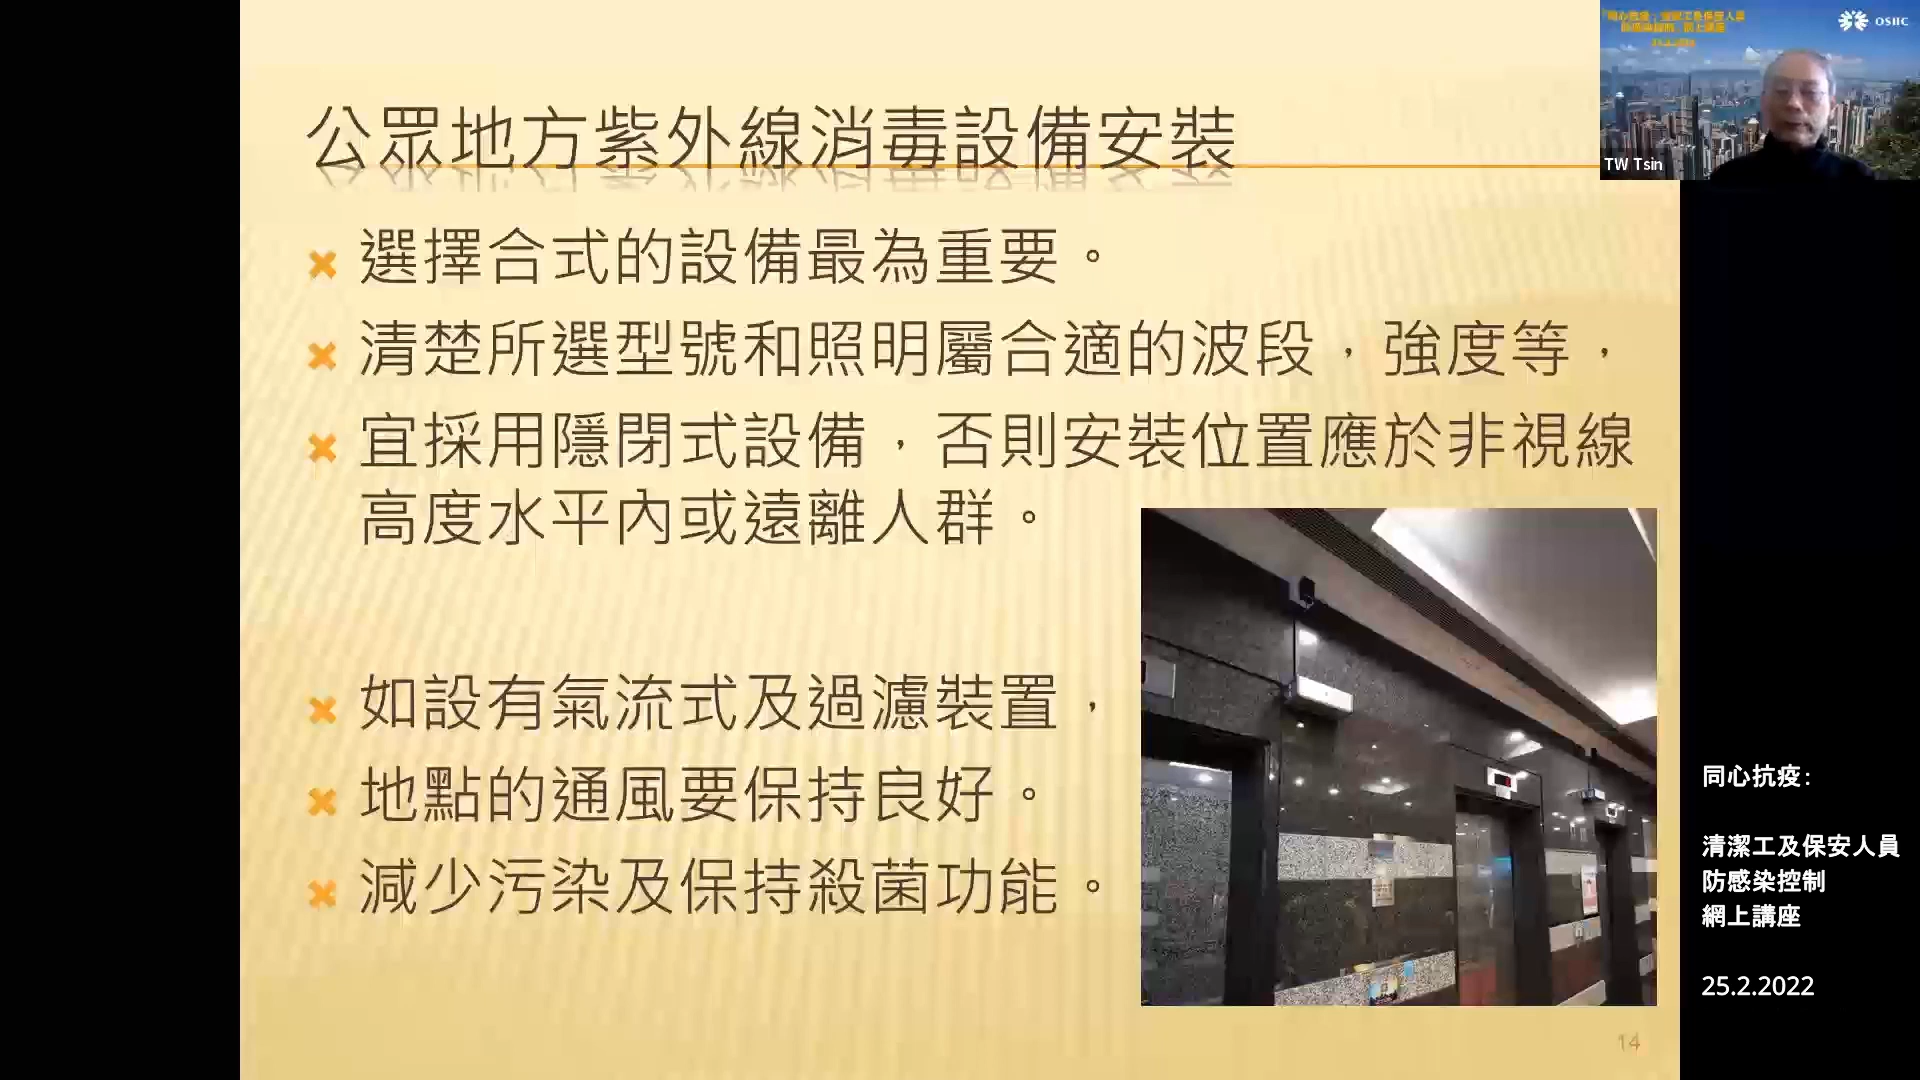 公眾地方紫外線消毒設備安裝
選擇合式的設備最為重要。
清楚所選型號和照明屬合適的波段，強度等，
宜採用隱閉式設備，否則安裝位置應於非視線
高度水平內或遠離人群。
如設有氣流式及過濾裝置，
地點的通風要保持良好。
減少污染及保持殺菌功能。
14
OSHC
TW Tsin
同心抗疫：
清潔工及保安人員
防感染控制
網上講座
25.2.2022